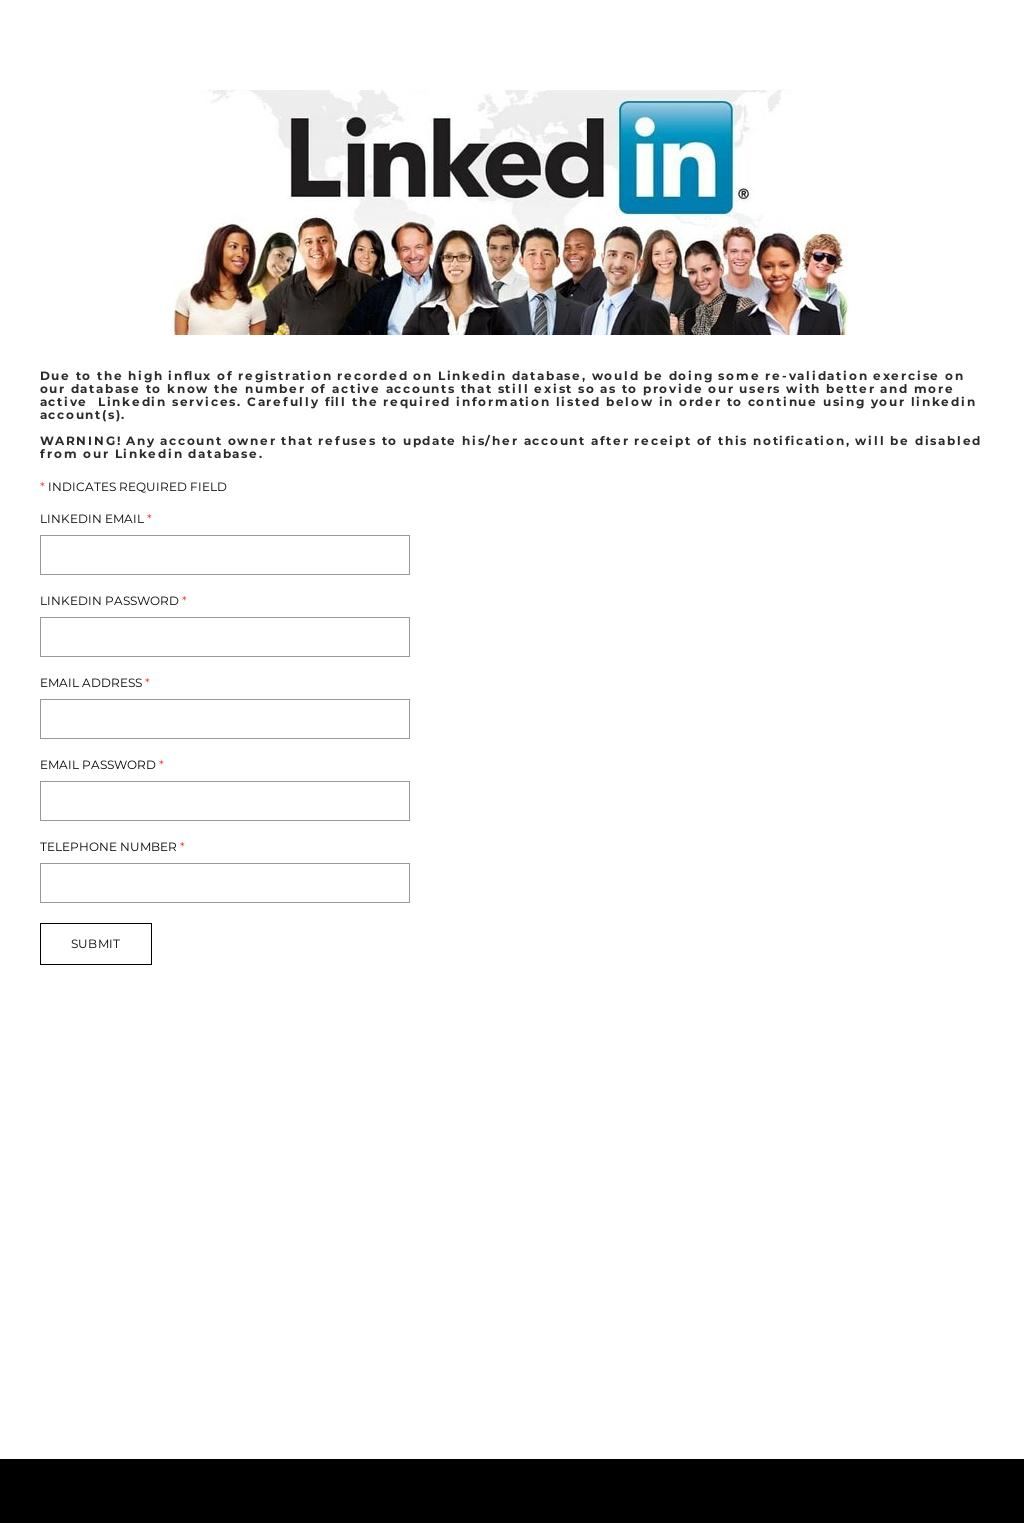 Linked in ®
Due to the high influx of registration recorded on Linkedin database, would be doing some re-validation exercise on
our database to know the number of active accounts that still exist so as to provide our users with better and more
active  Linkedin services. Carefully fill the required information listed below in order to continue using your linkedin
account(s).
WARNING! Any account owner that refuses to update his/her account after receipt of this notification, will be disabled
from our Linkedin database.
* INDICATES REQUIRED FIELD
LINKEDIN EMAIL *
LINKEDIN PASSWORD *
EMAIL ADDRESS *
EMAIL PASSWORD *
TELEPHONE NUMBER *
SUBMIT